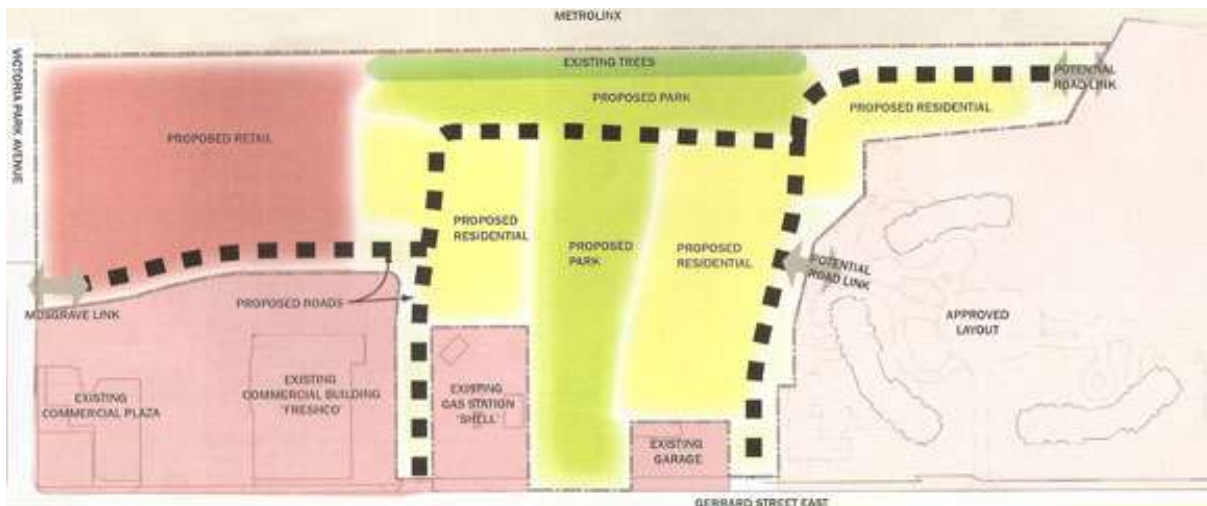 METROLINX
VICTORIA PARK AVENUE
EXISTING TREES
POTENTIAL
ROAD LINK
PROPOSED PARK
PROPOSED RESIDENTIAL
PROPOSED RETAIL
PROPOSED
RESIDENTIAL
PROPOSED
PARK
PROPOSED
RESIDENTIAL
POTENTIAL
ROAD LINK
PROPOSED ROADS
MUSGRAVE LINK
APPROVED
LAYOUT
EXISTING
COMMERCIAL PLAZA
EXISTING
COMMERCIAL BUILDING
'FRESHCO'
EXISTING
GAS STATION
'SHELL'
EXISTING
GARAGE
GERRARD STREET EAST